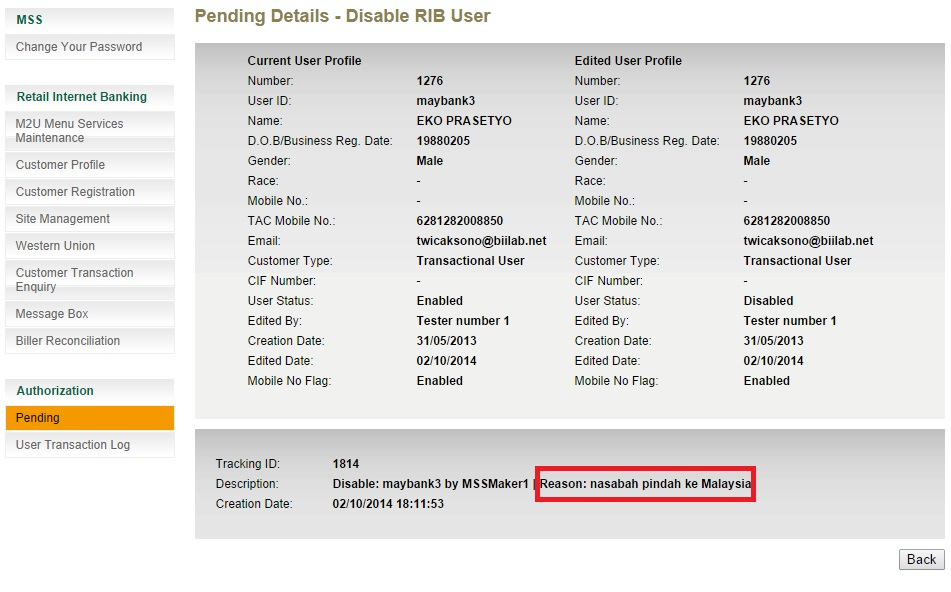 MSS
Change Your Password
Retail Internet Banking
M2U Menu Services
Maintenance
Customer Profile
Customer Registration
Site Management
Western Union
Customer Transaction
Enquiry
Message Box
Biller Reconciliation
Authorization
Pending
User Transaction Log
Pending Details - Disable RIB User
Current User Profile Edited User Profile
Number: 1276 Number: 1276
User ID: maybank3 User ID: maybank3
Name: EKO PRASETYO Name: EKO PRASETYO
D.O.B/Business Reg. Date: 19880205 D.O.B/Business Reg. Date: 19880205
Gender: Male Gender: Male
Race: - Race: -
Mobile No.: - Mobile No.: -
TAC Mobile No.: 6281282008850 TAC Mobile No.: 6281282008850
Email: twicaksono@biilab.net Email: twicaksono@biilab.net
Customer Type: Transactional User Customer Type: Transactional User
CIF Number: - CIF Number: -
User Status: Enabled User Status: Disabled
Edited By: Tester number 1 Edited By: Tester number 1
Creation Date: 31/05/2013 Creation Date: 31/05/2013
Edited Date: 02/10/2014 Edited Date: 02/10/2014
Mobile No Flag: Enabled Mobile No Flag: Enabled
Tracking ID: 1814
Description: Disable: maybank3 by MSSMaker1 | Reason: nasabah pindah ke Malaysia
Creation Date: 02/10/2014 18:11:53
Back